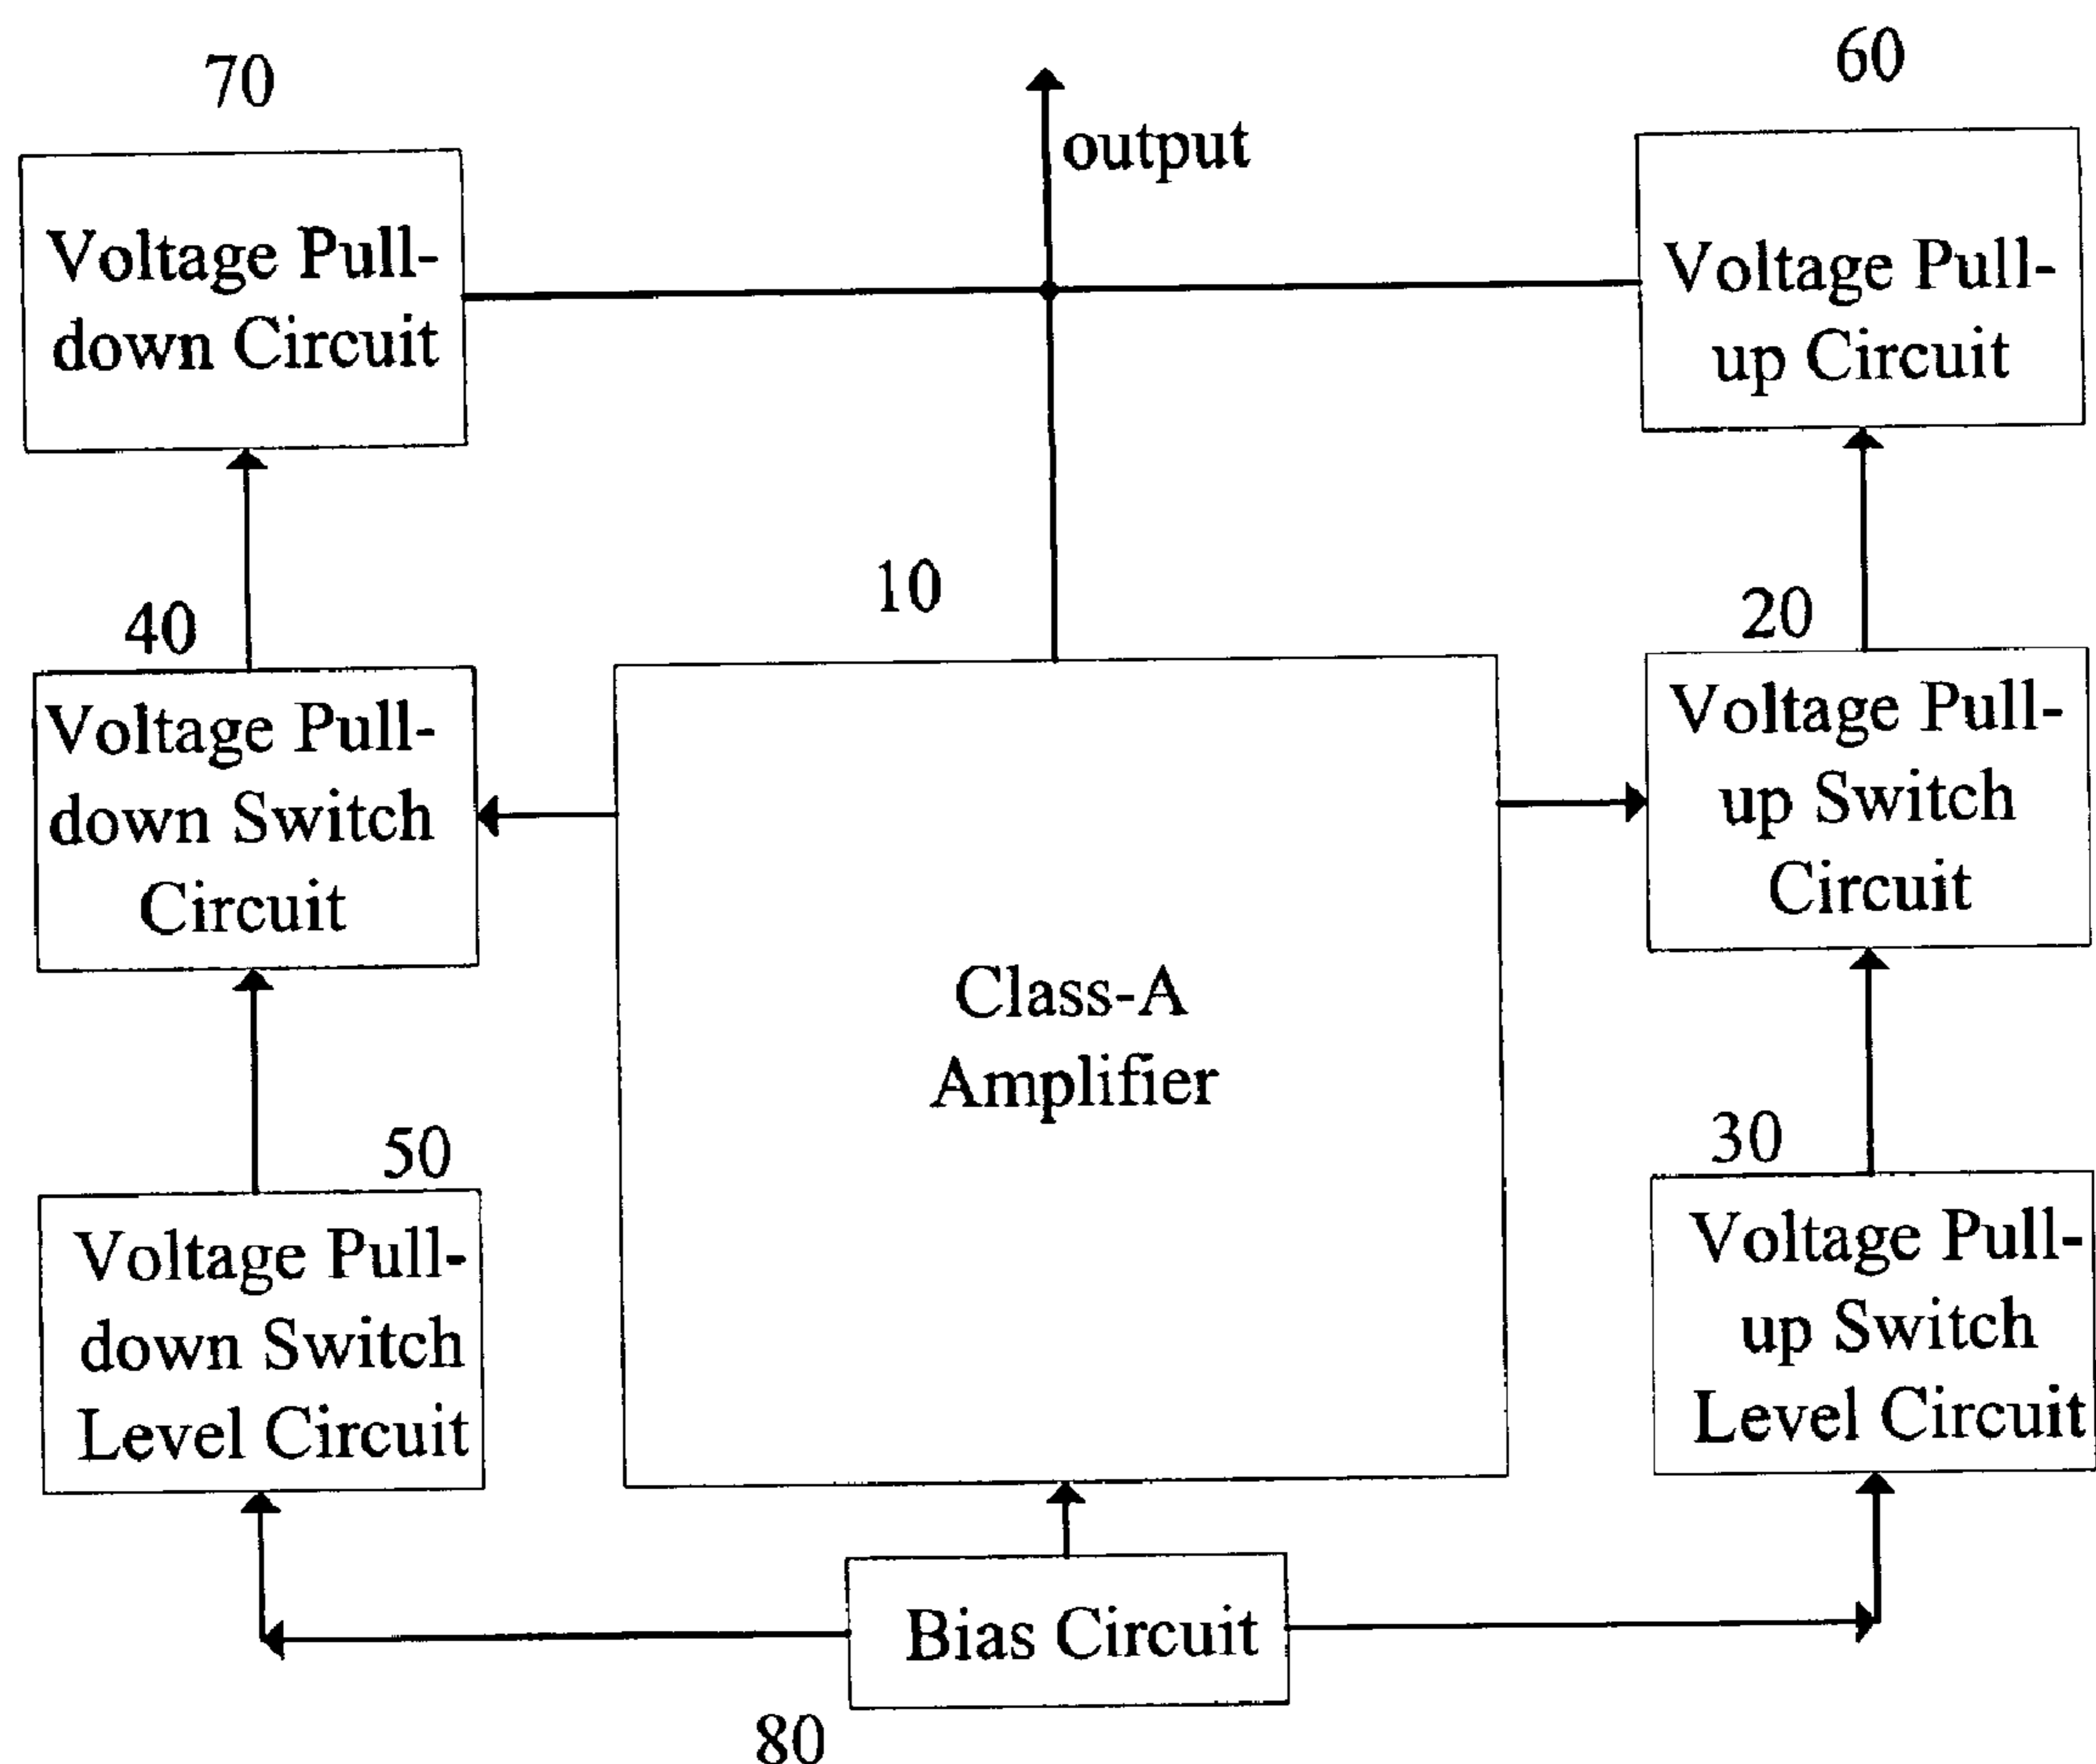 70
60
output
Voltage Pull-
down Circuit
Voltage Pull-
up Circuit
10
40
20
Voltage Pull-
down Switch
Circuit
Voltage Pull-
up Switch
Circuit
Class-A
Amplifier
50
30
Voltage Pull-
down Switch
Level Circuit
Voltage Pull-
up Switch
Level Circuit
Bias Circuit
80